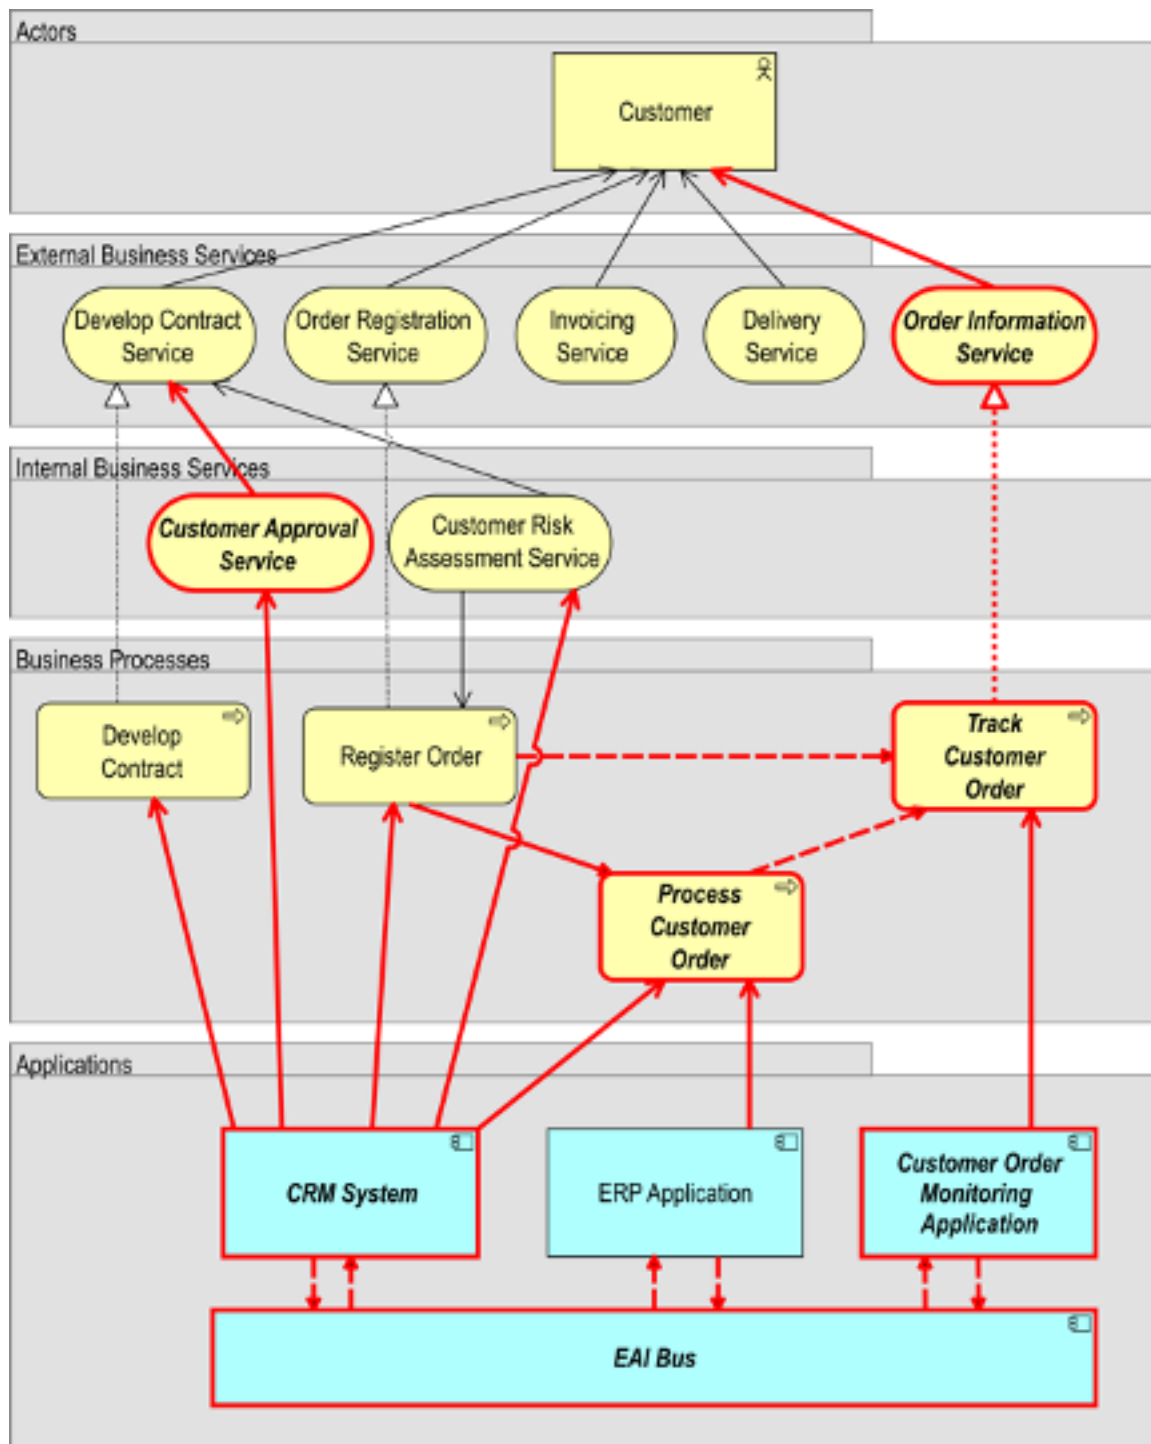 Actors
Customer
External Business Services
Develop Contract
Service
Order Registration
Service
Invoicing
Service
Delivery
Service
Order Information
Service
Internal Business Services
Customer Approval
Service
Customer Risk
Assessment Service
Business Processes
Develop
Contract
Register Order
Track
Customer
Order
Process
Customer
Order
Applications
CRM System
ERP Application
Customer Order
Monitoring
Application
EAI Bus